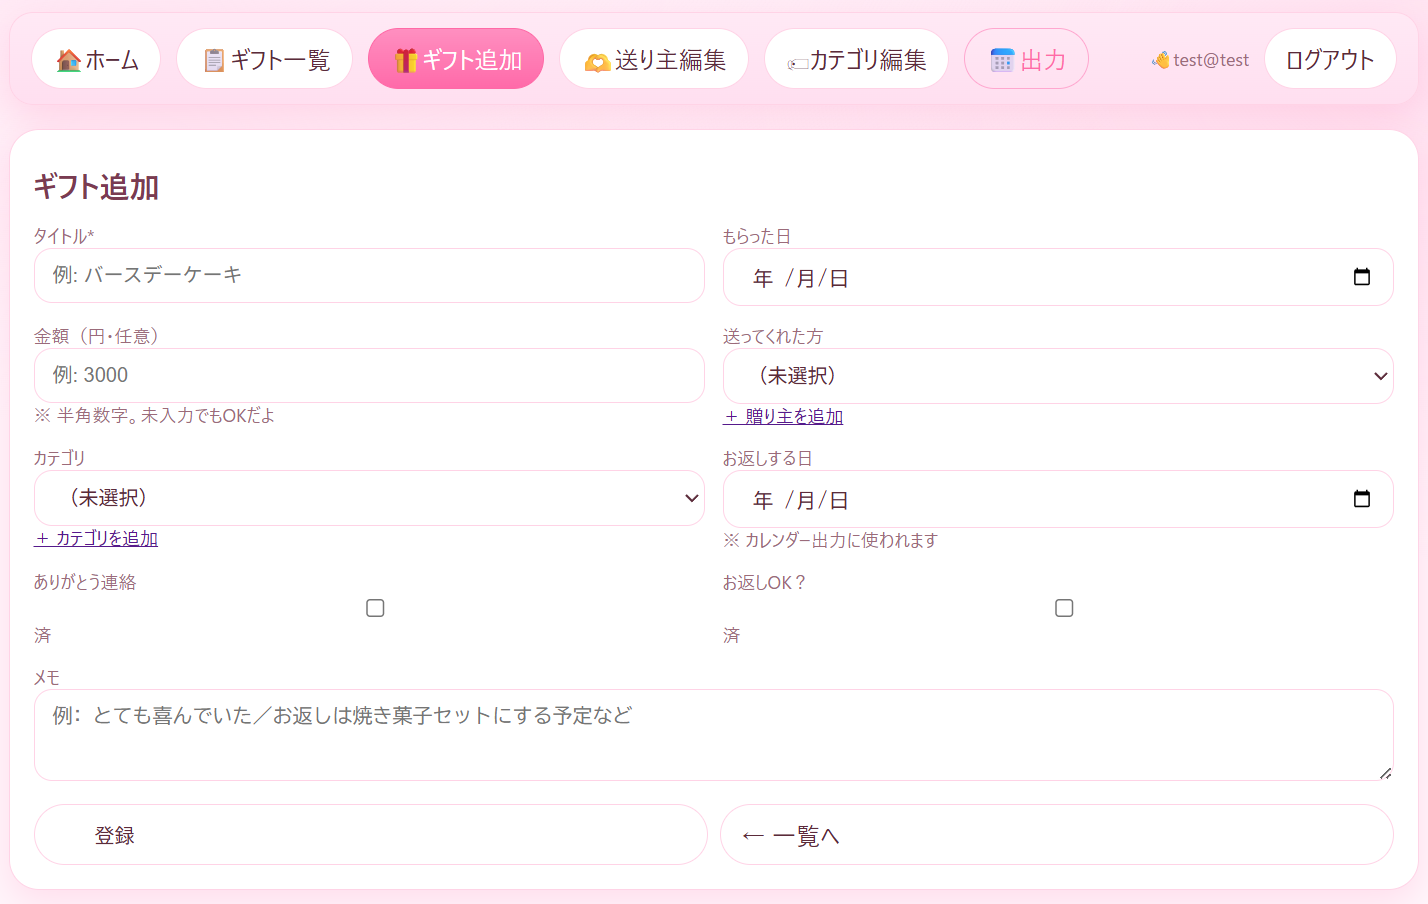 ホーム ギフト一覧 ギフト追加 送り主編集 カテゴリ編集 出力 test@test ログアウト
ギフト追加
タイトル* もらった日
例: バースデーケーキ 年 /月/日
金額（円・任意） 送ってくれた方
例: 3000 （未選択）
※ 半角数字。未入力でもOKだよ ＋ 贈り主を追加
カテゴリ お返しする日
（未選択） 年 /月/日
＋ カテゴリを追加 ※ カレンダー出力に使われます
ありがとう連絡 お返しOK？
済 済
メモ
例：とても喜んでいた／お返しは焼き菓子セットにする予定など
登録 ← 一覧へ